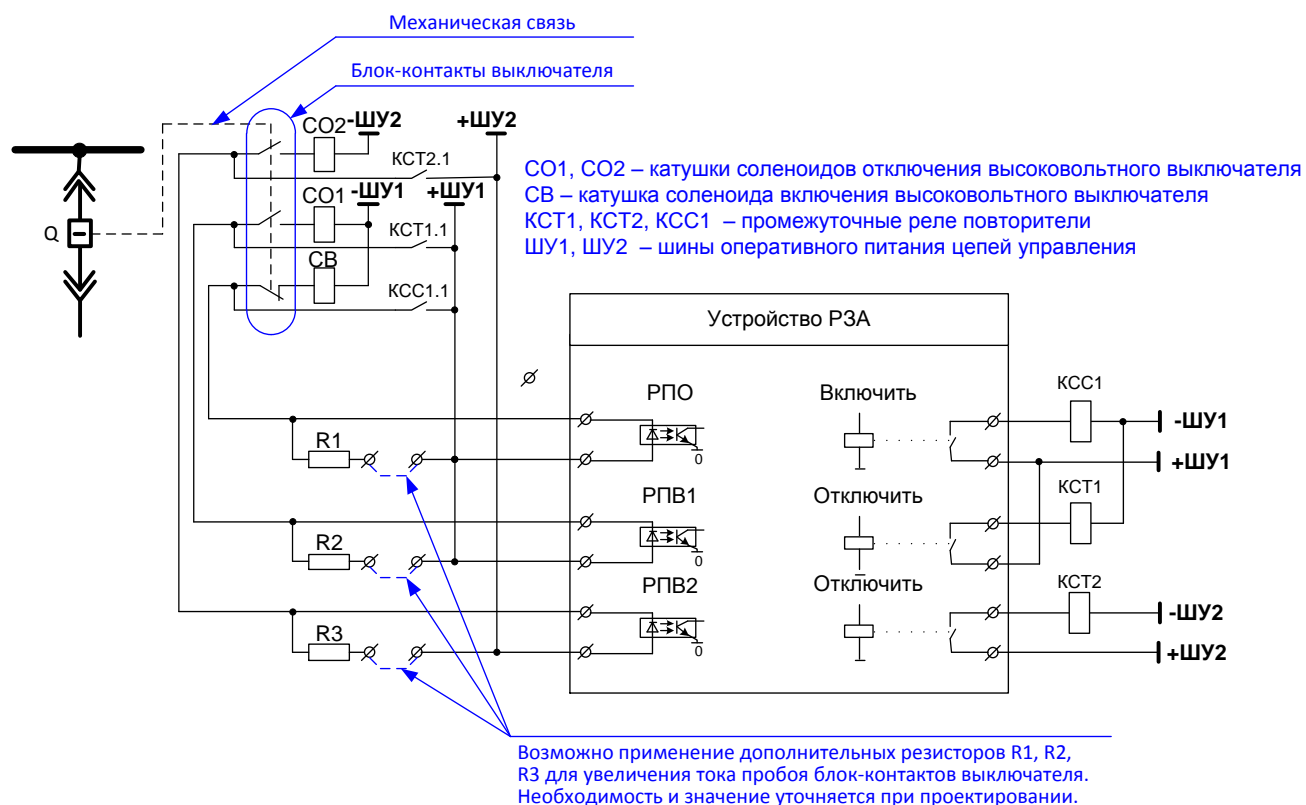 Механическая связь
Блок-контакты выключателя
СО2
-ШУ2
+ШУ2
КСТ2.1
СО1
-ШУ1
+ШУ1
КСТ1.1
СВ
КСС1.1
Q
СО1, СО2 – катушки соленоидов отключения высоковольтного выключателя
СВ – катушка соленоида включения высоковольтного выключателя
КСТ1, КСТ2, КСС1 – промежуточные реле повторители
ШУ1, ШУ2 – шины оперативного питания цепей управления
Устройство РЗА
РПО
Включить
КСС1
-ШУ1
0
R1
+ШУ1
РПВ1
Отключить
КСТ1
0
R2
РПВ2
Отключить
КСТ2
-ШУ2
0
R3
+ШУ2
Возможно применение дополнительных резисторов R1, R2,
R3 для увеличения тока пробоя блок-контактов выключателя.
Необходимость и значение уточняется при проектировании.